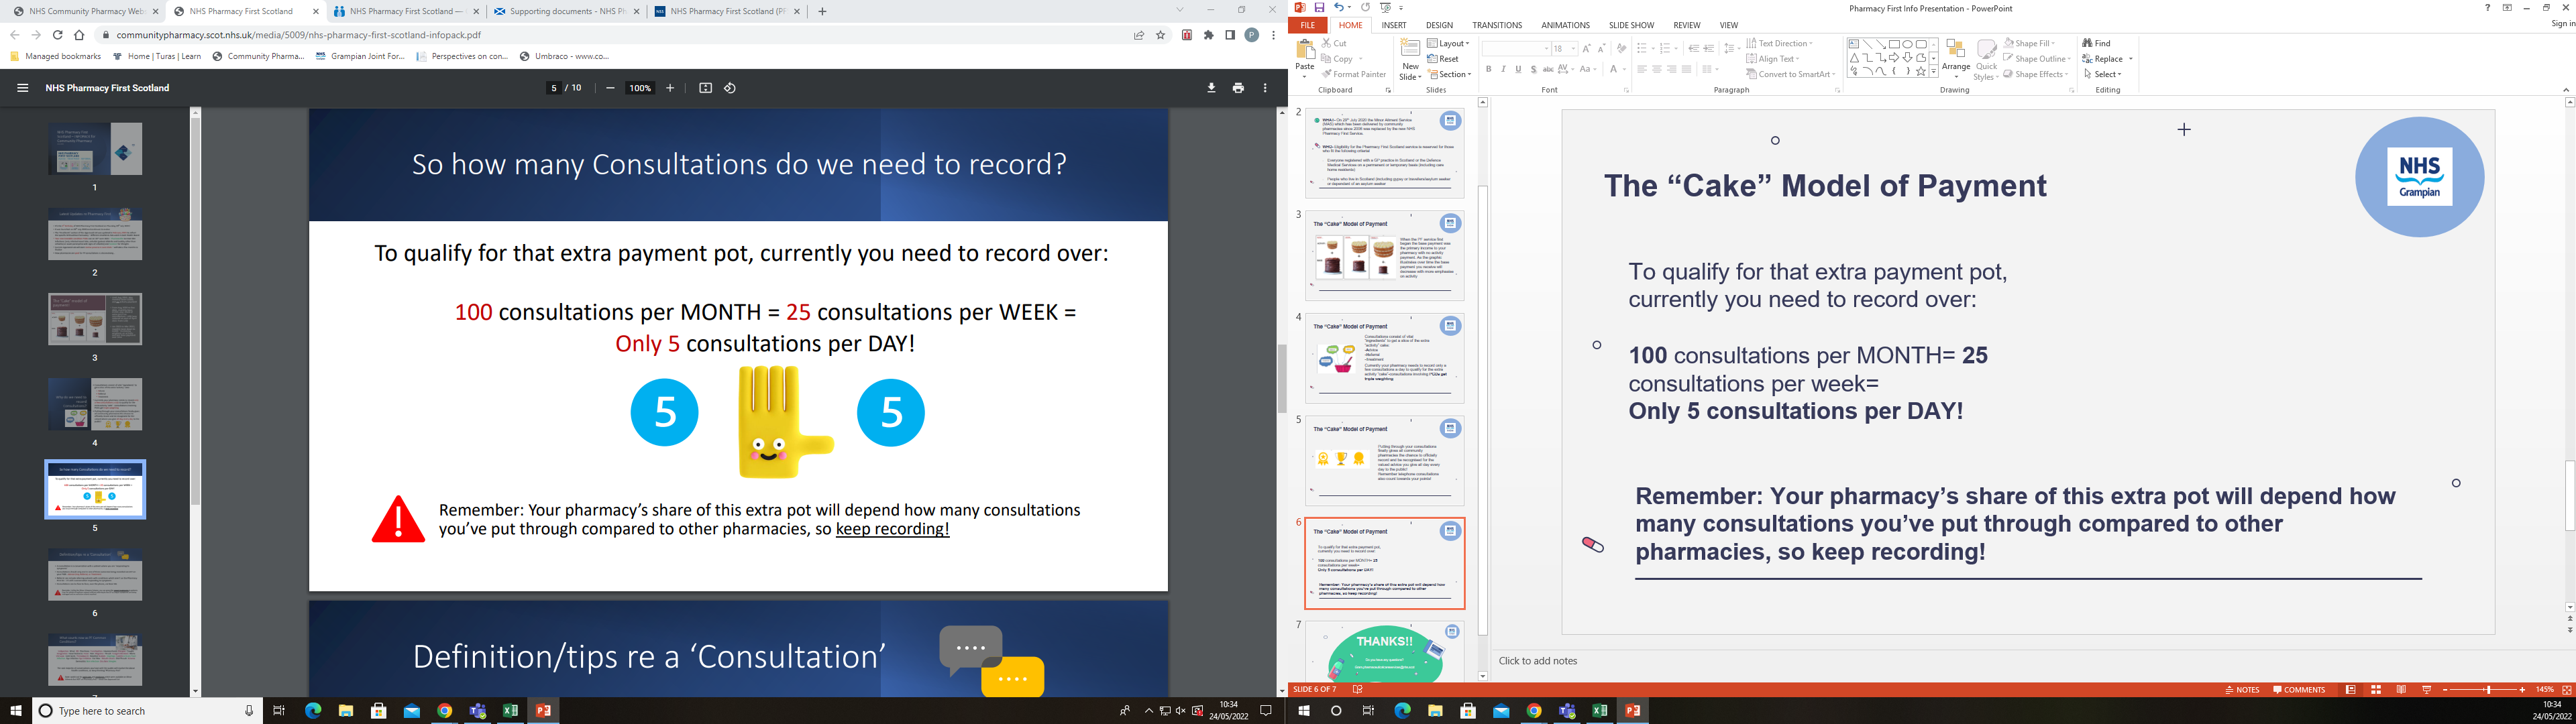 NHS Community Pharmacy Web
NHS Pharmacy First Scotland
NHS Pharmacy First Scotland —
Supporting documents - NHS Ph
NHS Pharmacy First Scotland (PF
communitypharmacy.scot.nhs.uk/media/5009/nhs-pharmacy-first-scotland-infopack.pdf
Managed bookmarks
Home | Turas | Learn
Community Pharma...
Grampian Joint For...
Perspectives on con...
Umbraco - www.co...
NHS Pharmacy First Scotland
5 / 10
100%
1
2
3
4
5
6
So how many Consultations do we need to record?
To qualify for that extra payment pot, currently you need to record over:
100 consultations per MONTH = 25 consultations per WEEK =
Only 5 consultations per DAY!
5
5
Remember: Your pharmacy's share of this extra pot will depend how many consultations
you've put through compared to other pharmacies, so keep recording!
Definition/tips re a 'Consultation'
Type here to search
10:34
24/05/2022
Pharmacy First Info Presentation - PowerPoint
Sign in
FILE
HOME
INSERT
DESIGN
TRANSITIONS
ANIMATIONS
SLIDE SHOW
REVIEW
VIEW
Paste
Cut
Copy
Format Painter
Clipboard
New
Slide
Layout
Reset
Section
Slides
18
Font
Text Direction
Align Text
Convert to SmartArt
Paragraph
Arrange
Quick
Styles
Shape Fill
Shape Outline
Shape Effects
Drawing
Find
Replace
Select
Editing
2
3
The "Cake" Model of Payment
4
The "Cake" Model of Payment
5
The "Cake" Model of Payment
6
The "Cake" Model of Payment
7
THANKS!!
The “Cake” Model of Payment
NHS
Grampian
To qualify for that extra payment pot,
currently you need to record over:
100 consultations per MONTH= 25
consultations per week=
Only 5 consultations per DAY!
Remember: Your pharmacy’s share of this extra pot will depend how
many consultations you’ve put through compared to other
pharmacies, so keep recording!
Click to add notes
SLIDE 6 OF 7
NOTES
COMMENTS
145%
10:34
24/05/2022